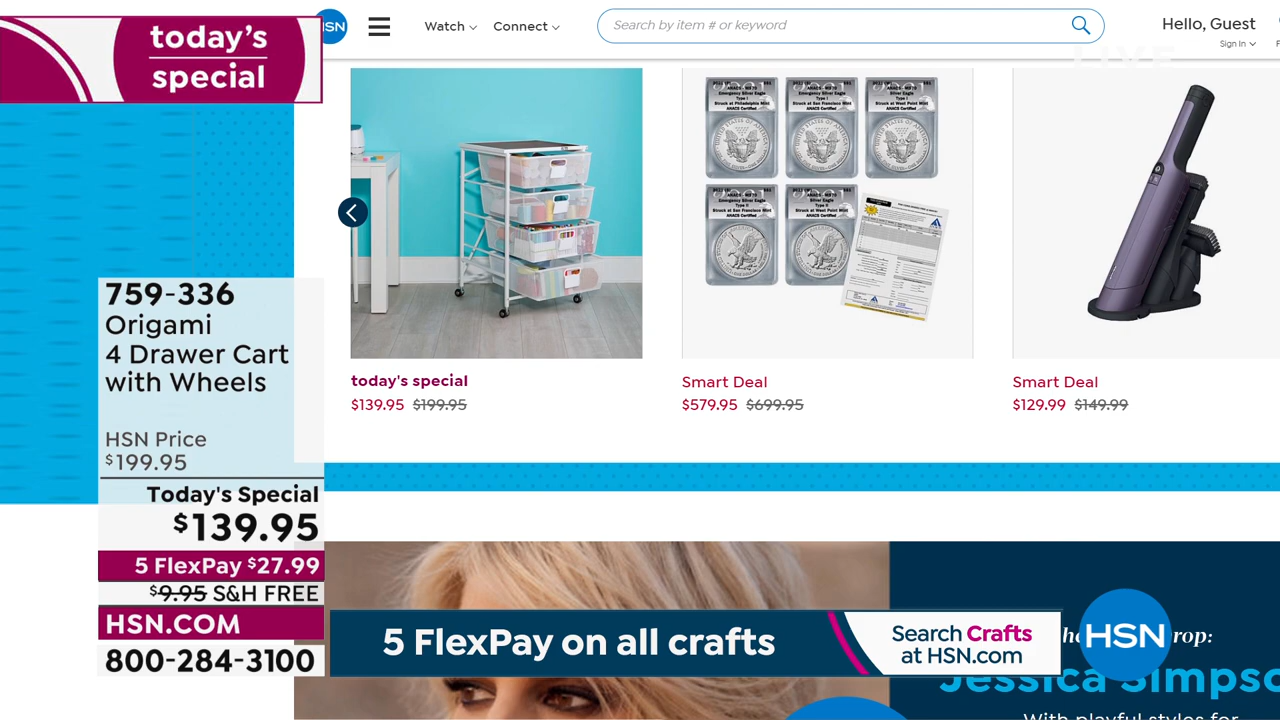 today's
special
759-336
Origami
4 Drawer Cart
with Wheels
HSN Price
$199.95
Today's Special
$139.95
5 FlexPay $27.99
$9.95 S&H FREE
HSN.COM
800-284-3100
HSN
Watch
Connect
Search by item # or keyword
Hello, Guest
Sign In
LIVE
today's special
$139.95 $199.95
Smart Deal
$579.95 $699.95
Smart Deal
$129.99 $149.99
5 FlexPay on all crafts
Search Crafts
at HSN.com
HSN
rop:
Jessica Simpso
With playful styles for